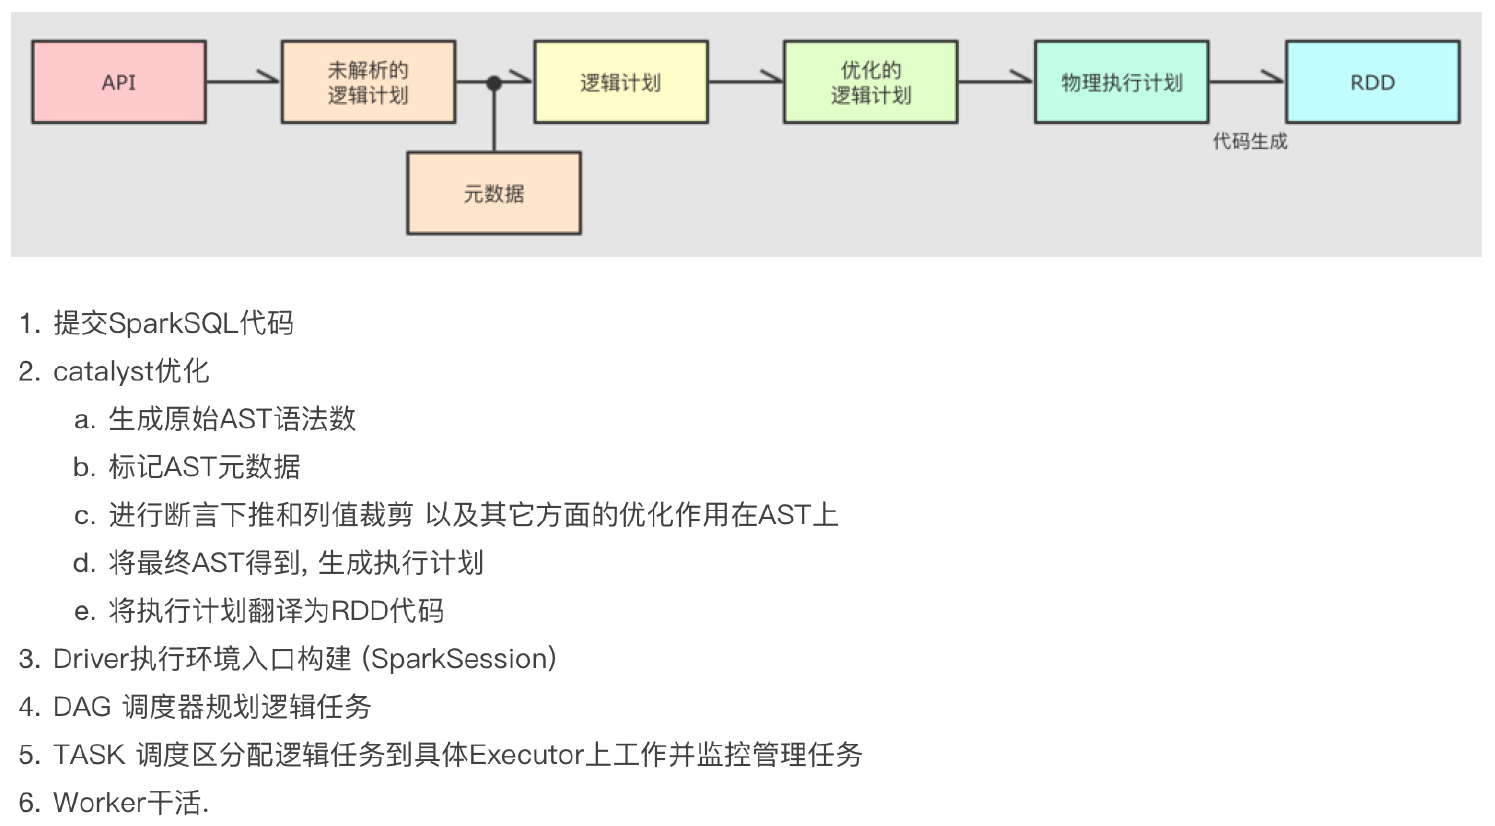 API
未解析的
逻辑计划
逻辑计划
优化的
逻辑计划
物理执行计划
RDD
代码生成
元数据
1. 提交SparkSQL代码
2. catalyst优化
a. 生成原始AST语法数
b. 标记AST元数据
c. 进行断言下推和列值裁剪 以及其它方面的优化作用在AST上
d. 将最终AST得到, 生成执行计划
e. 将执行计划翻译为RDD代码
3. Driver执行环境入口构建 (SparkSession)
4. DAG 调度器规划逻辑任务
5. TASK 调度区分配逻辑任务到具体Executor上工作并监控管理任务
6. Worker干活.